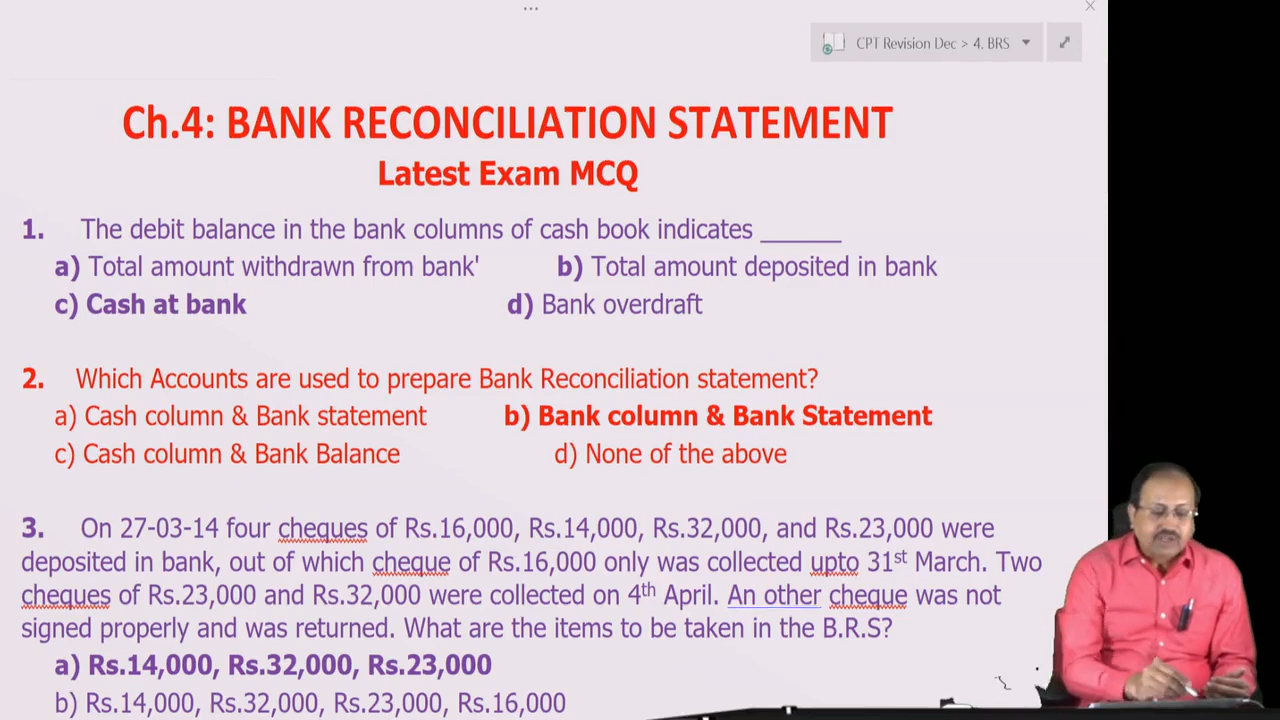 ...
CPT Revision Dec > 4. BRS
Ch.4: BANK RECONCILIATION STATEMENT
Latest Exam MCQ
1. The debit balance in the bank columns of cash book indicates ______
a) Total amount withdrawn from bank' b) Total amount deposited in bank
c) Cash at bank d) Bank overdraft
2. Which Accounts are used to prepare Bank Reconciliation statement?
a) Cash column & Bank statement b) Bank column & Bank Statement
c) Cash column & Bank Balance d) None of the above
3. On 27-03-14 four cheques of Rs.16,000, Rs.14,000, Rs.32,000, and Rs.23,000 were
deposited in bank, out of which cheque of Rs.16,000 only was collected upto 31st March. Two
cheques of Rs.23,000 and Rs.32,000 were collected on 4th April. An other cheque was not
signed properly and was returned. What are the items to be taken in the B.R.S?
a) Rs.14,000, Rs.32,000, Rs.23,000
b) Rs.14,000, Rs.32,000, Rs.23,000, Rs.16,000